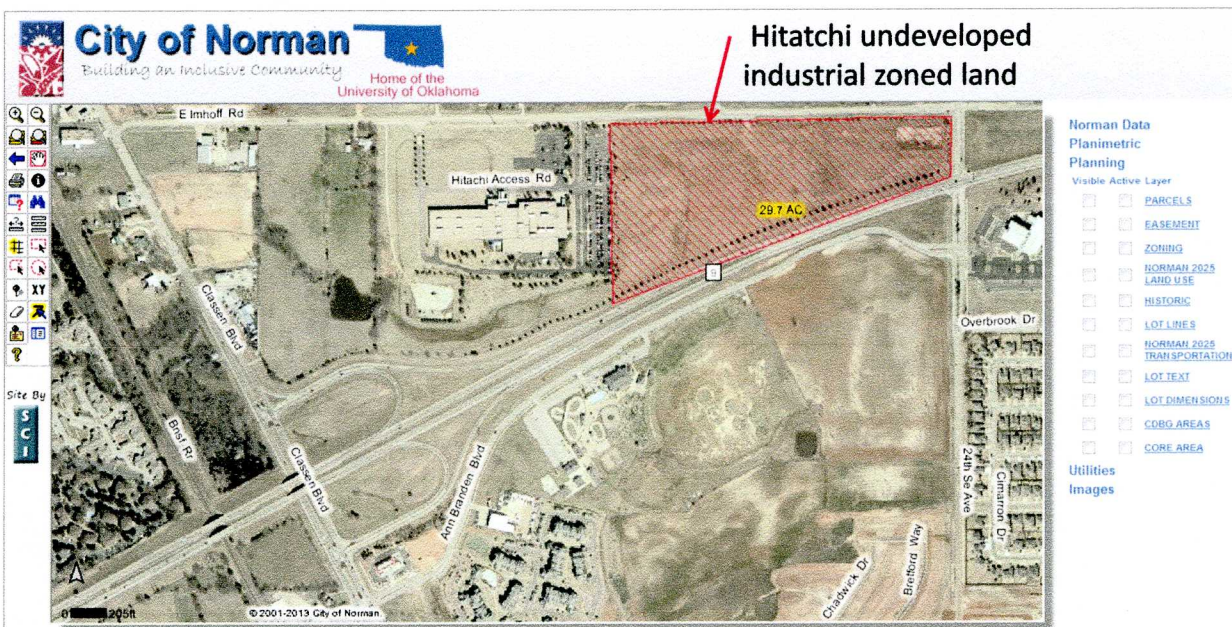 City of Norman
Building an Inclusive Community
Home of the
University of Oklahoma
Hitatchi undeveloped
industrial zoned land
E Imhoff Rd
Hitachi Access Rd
29.7 AC
9
Classen Blvd
Bnsf Rr
Classen Blvd
Ann Branden Blvd
Overbrook Dr
24th Se Ave
Cimarron Dr
Chadwick Dr
Bretford Way
205ft
© 2001-2013 City of Norman.
XY
Site By
SCI
Norman Data
Planimetric
Planning
Visible Active Layer
PARCELS
EASEMENT
ZONING
NORMAN 2025
LAND USE
HISTORIC
LOT LINES
NORMAN 2025
TRANSPORTATION
LOT TEXT
LOT DIMENSIONS
CDBG AREAS
CORE AREA
Utilities
Images